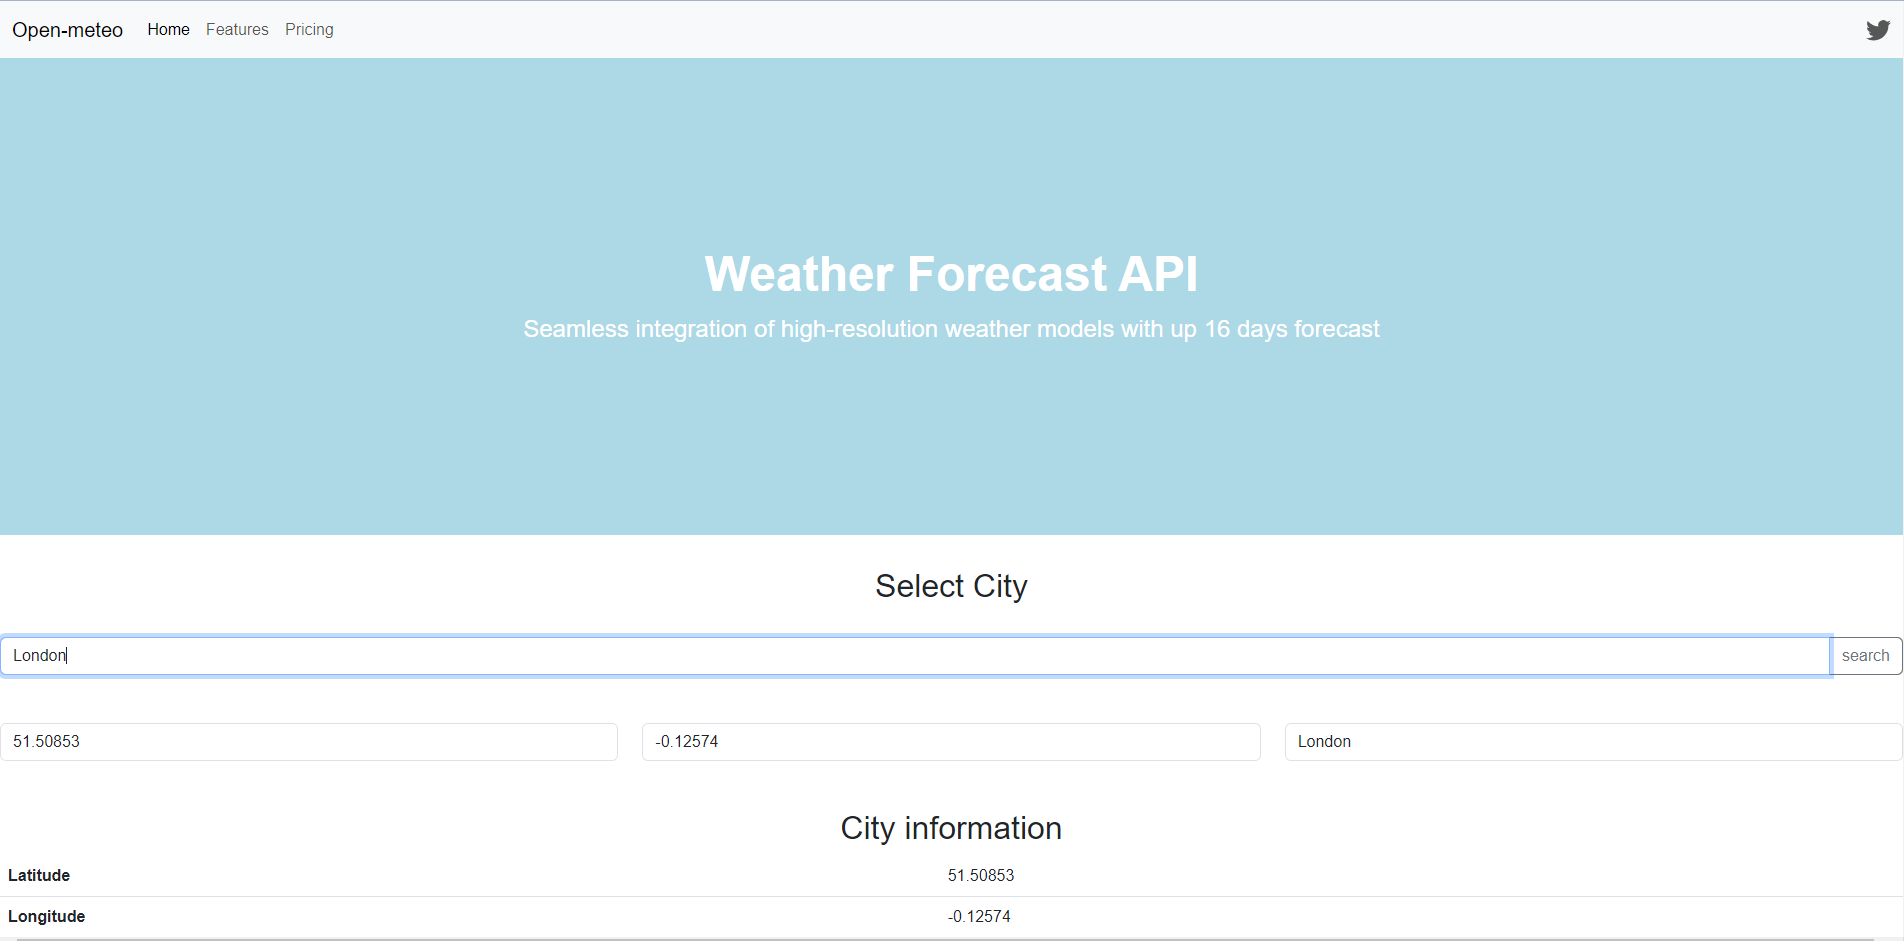 Open-meteo Home Features Pricing
Weather Forecast API
Seamless integration of high-resolution weather models with up 16 days forecast
Select City
London search
51.50853 -0.12574 London
City information
Latitude 51.50853
Longitude -0.12574